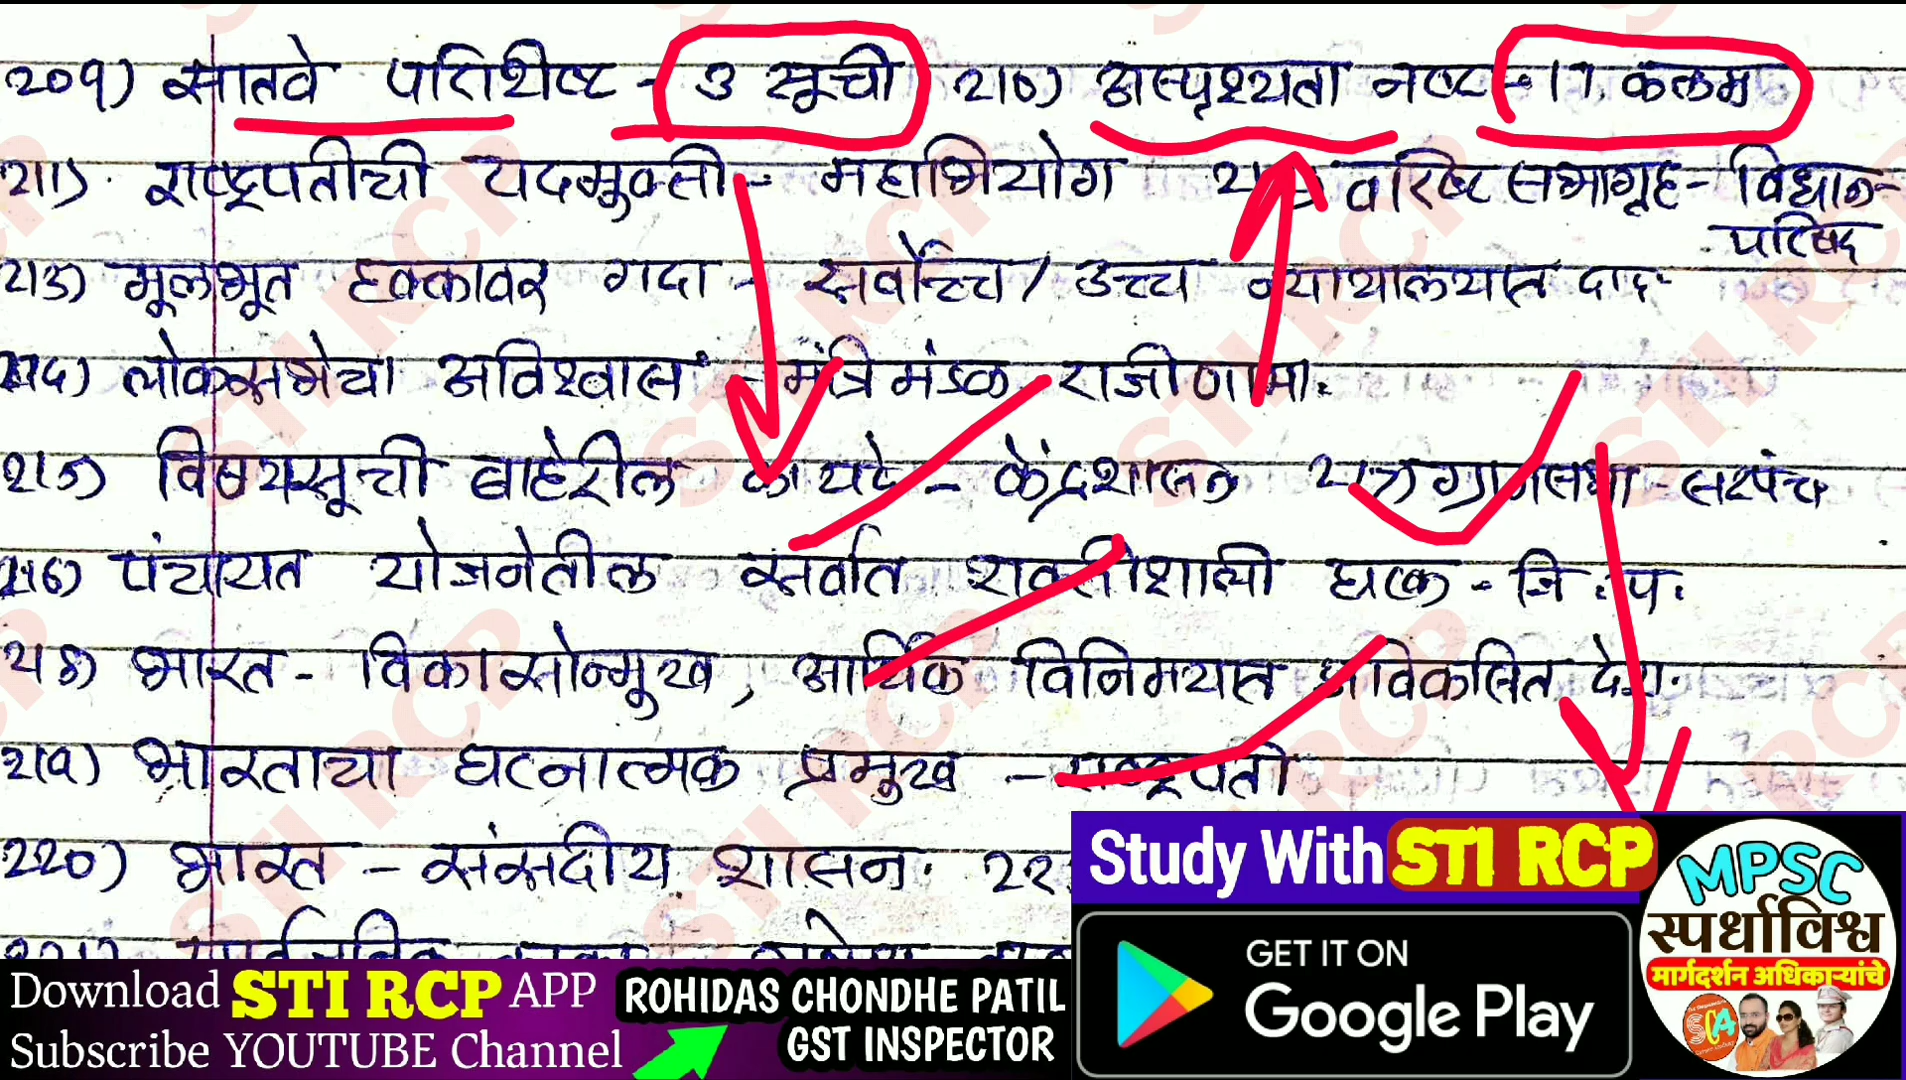 २०९) सातवे परिशीष्ट - ३ सूची २१०) अस्पृश्यता नष्ट - 17. कलम
२११) राष्ट्रपतीची पदमुक्ती - महाभियोग २१२) वरिष्ट सभागृह - विधान-
परिषद
२१३) मूलभूत हक्कावर गदा - सर्वोच्च / उच्च न्यायालयात दाद
२१४) लोकसभेचा अविश्वास - मंत्रिमंडळ राजीणामा.
२१५) विषयसूची बाहेरील कायदे - केंद्रशासन ग्रामसभा - सरपंच
२१७) पंचायत योजनेतील सर्वात शक्तीशाली घटक - जि. प.
२१८) भारत - विकासोन्मुख, आर्थिक विनिमयात अविकसित देश.
२१९) भारताचा घटनात्मक प्रमुख - राष्ट्रपती
२२०) भारत - संसदीय शासन. २२
Study With STI RCP
GET IT ON
Google Play
MPSC
स्पर्धाविश्व
मार्गदर्शन अधिकाऱ्यांचे
Download STI RCP APP
Subscribe YOUTUBE Channel
ROHIDAS CHONDHE PATIL
GST INSPECTOR
STI RCP